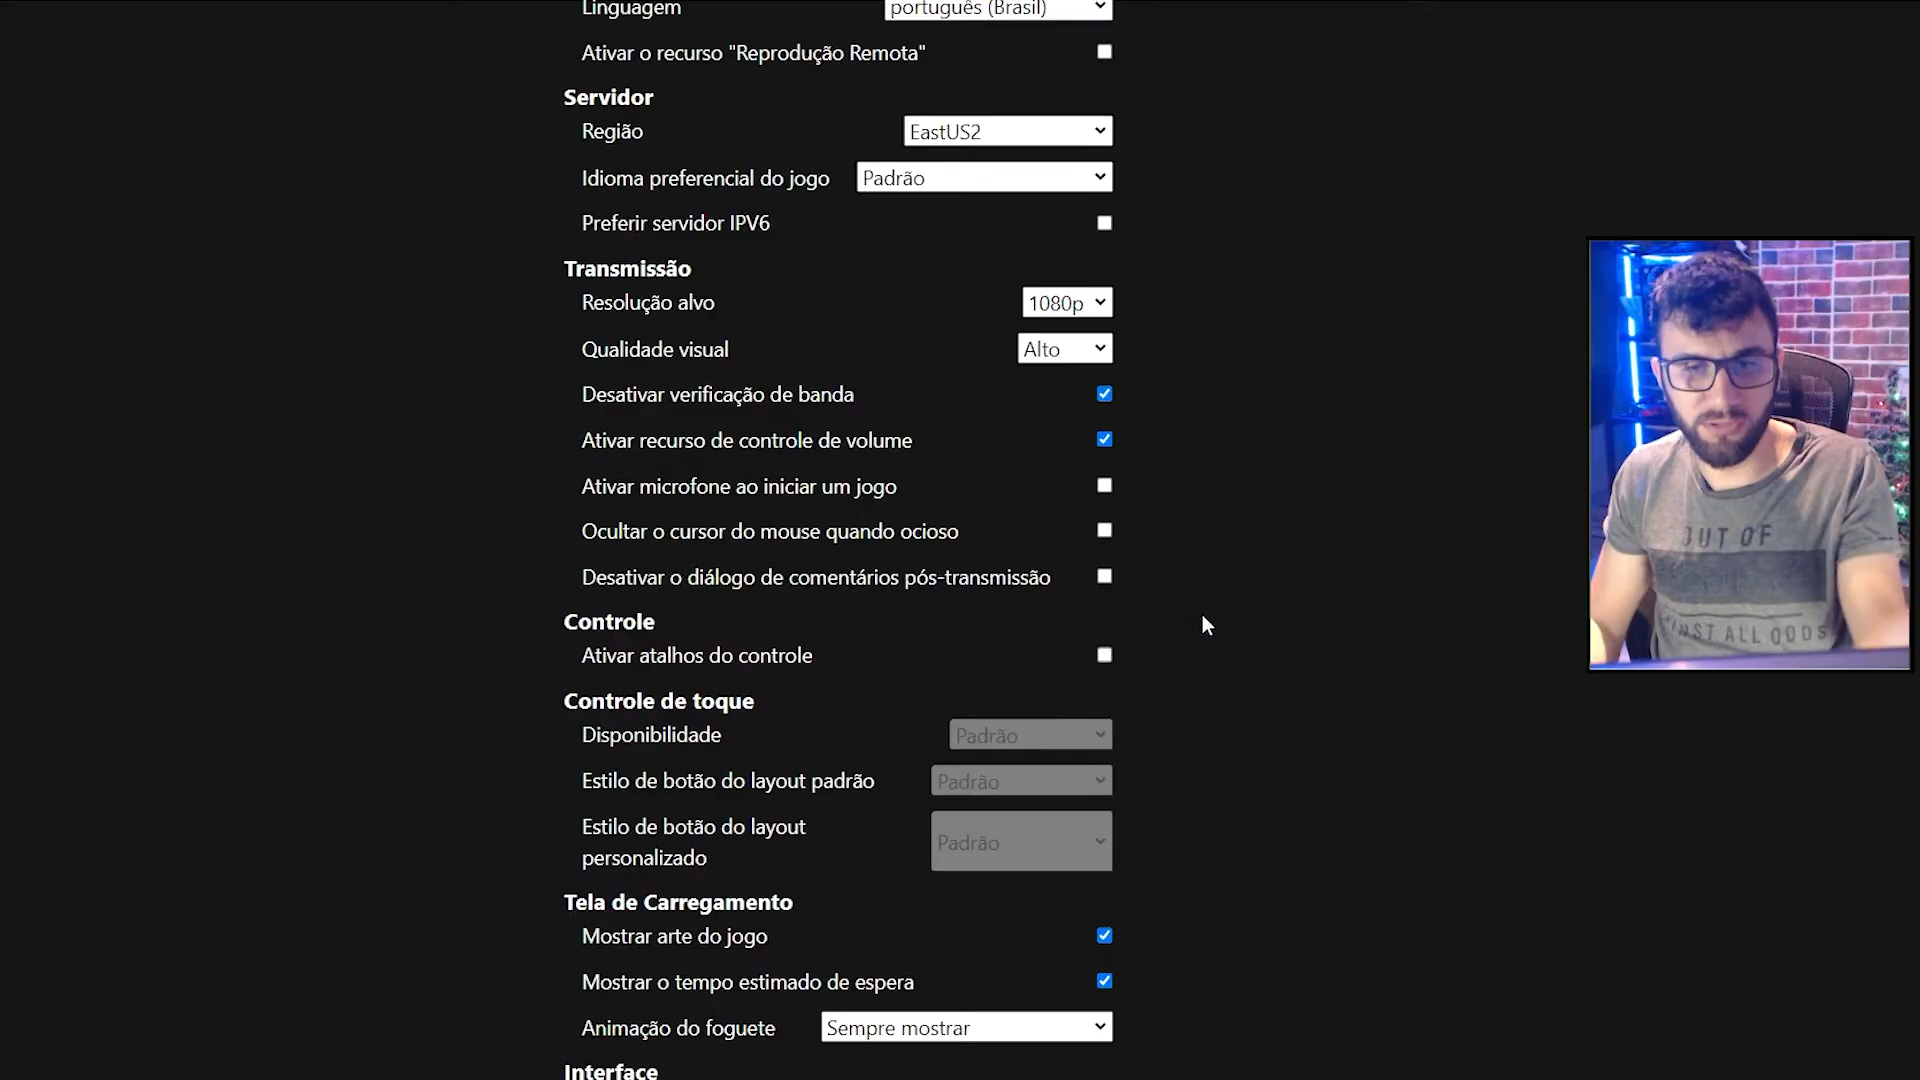 Linguagem português (Brasil)
Ativar o recurso "Reprodução Remota"
Servidor
Região EastUS2
Idioma preferencial do jogo Padrão
Preferir servidor IPV6
Transmissão
Resolução alvo 1080p
Qualidade visual Alto
Desativar verificação de banda
Ativar recurso de controle de volume
Ativar microfone ao iniciar um jogo
Ocultar o cursor do mouse quando ocioso
Desativar o diálogo de comentários pós-transmissão
Controle
Ativar atalhos do controle
Controle de toque
Disponibilidade Padrão
Estilo de botão do layout padrão Padrão
Estilo de botão do layout
personalizado Padrão
Tela de Carregamento
Mostrar arte do jogo
Mostrar o tempo estimado de espera
Animação do foguete Sempre mostrar
Interface
OUT OF
ALL ODDS